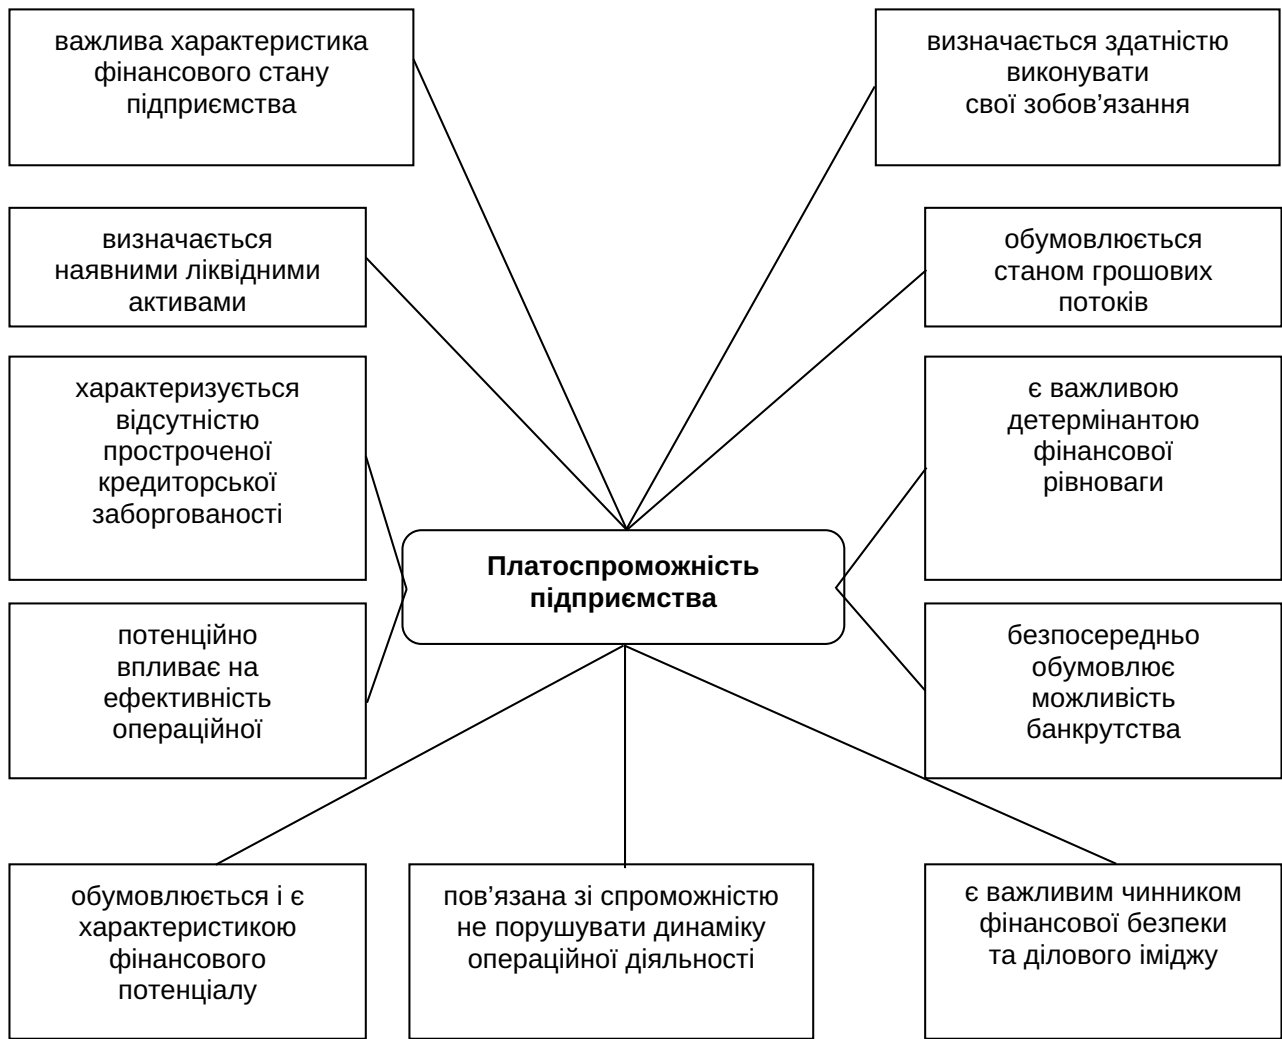 важлива характеристика
фінансового стану
підприємства
визначається здатністю
виконувати
свої зобов’язання
визначається
наявними ліквідними
активами
обумовлюється
станом грошових
потоків
характеризується
відсутністю
простроченої
кредиторської
заборгованості
є важливою
детермінантою
фінансової
рівноваги
Платоспроможність
підприємства
потенційно
впливає на
ефективність
операційної
безпосередньо
обумовлює
можливість
банкрутства
обумовлюється і є
характеристикою
фінансового
потенціалу
пов’язана зі спроможністю
не порушувати динаміку
операційної діяльності
є важливим чинником
фінансової безпеки
та ділового іміджу